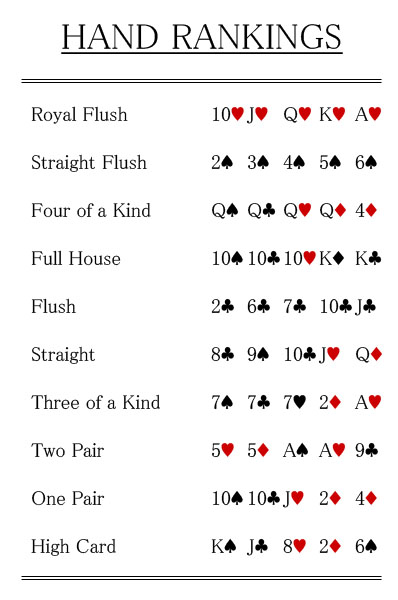 HAND RANKINGS
Royal Flush 10♥ J♥ Q♥ K♥ A♥
Straight Flush 2♠ 3♠ 4♠ 5♠ 6♠
Four of a Kind Q♠ Q♣ Q♥ Q♦ 4♦
Full House 10♠ 10♣ 10♥ K♦ K♣
Flush 2♣ 6♣ 7♣ 10♣ J♣
Straight 8♣ 9♠ 10♣ J♥ Q♦
Three of a Kind 7♠ 7♣ 7♥ 2♦ A♥
Two Pair 5♥ 5♦ A♠ A♥ 9♣
One Pair 10♠ 10♣ J♥ 2♦ 4♦
High Card K♠ J♣ 8♥ 2♦ 6♠